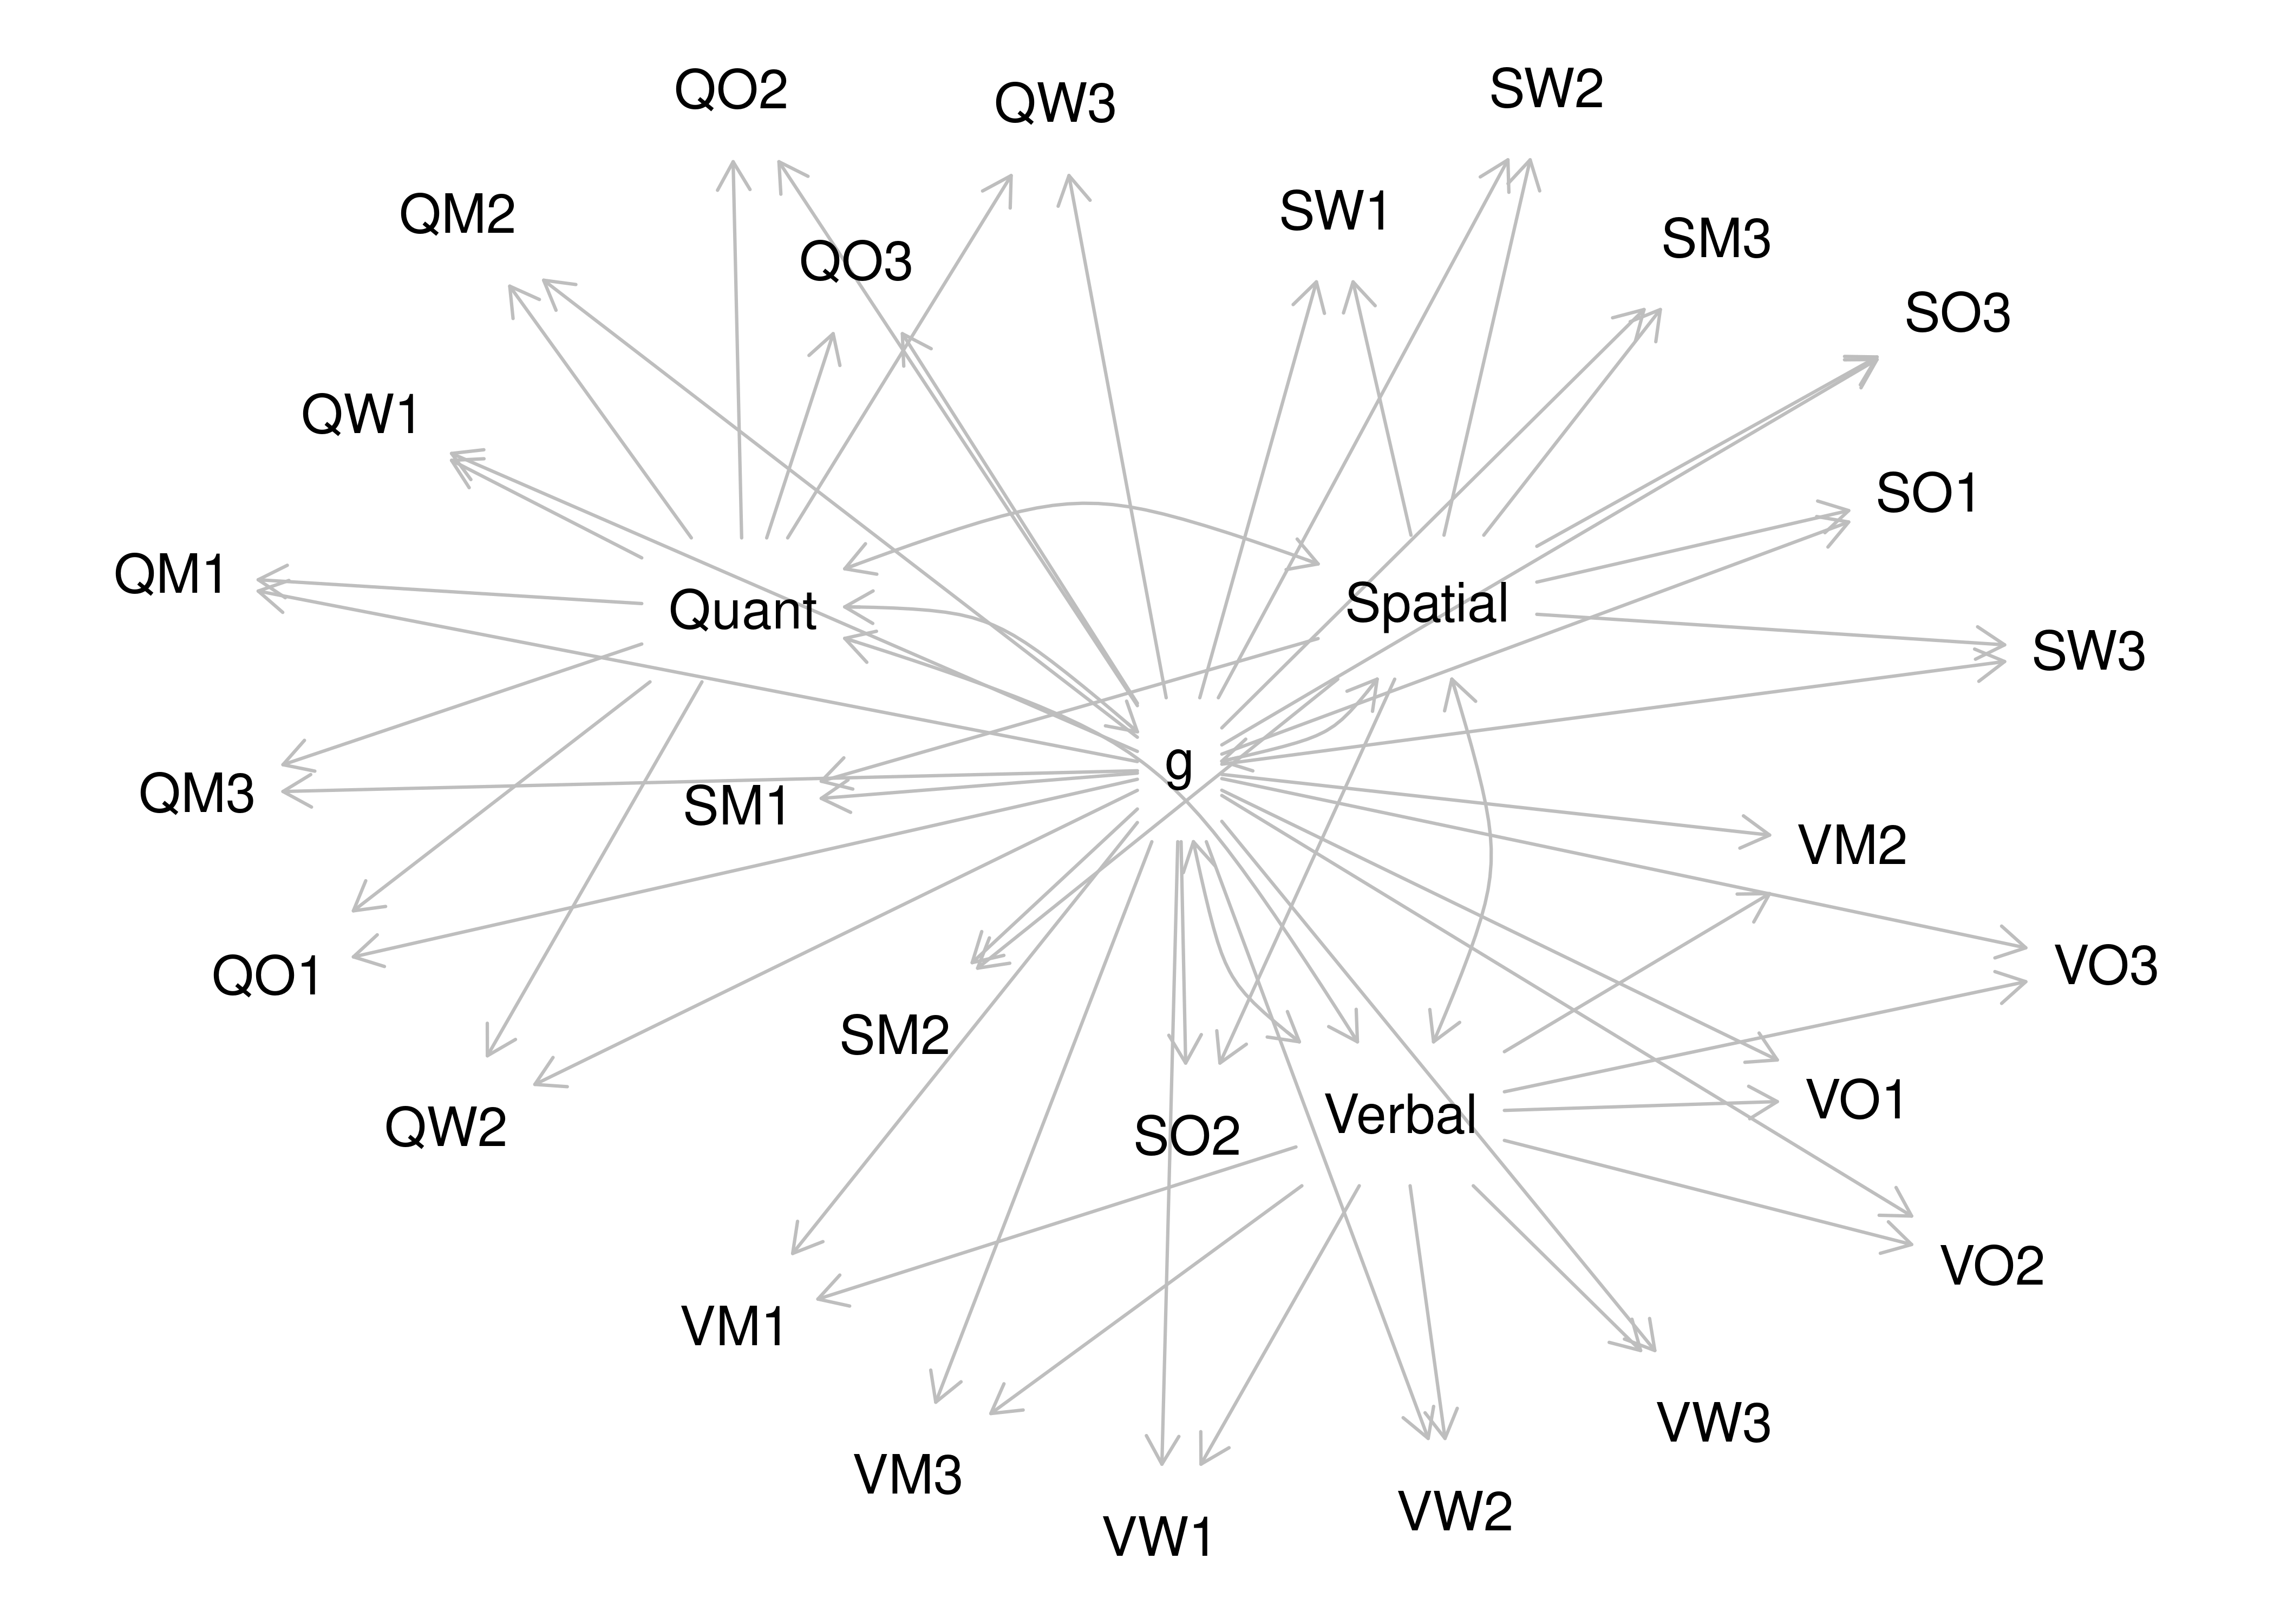 QO2
QW3
SW2
QM2
SW1
SM3
QO3
SO3
QW1
SO1
QM1
Quant
Spatial
SW3
g
QM3
SM1
VM2
QO1
VO3
SM2
QW2
SO2
Verbal
VO1
VO2
VM1
VW3
VM3
VW2
VW1